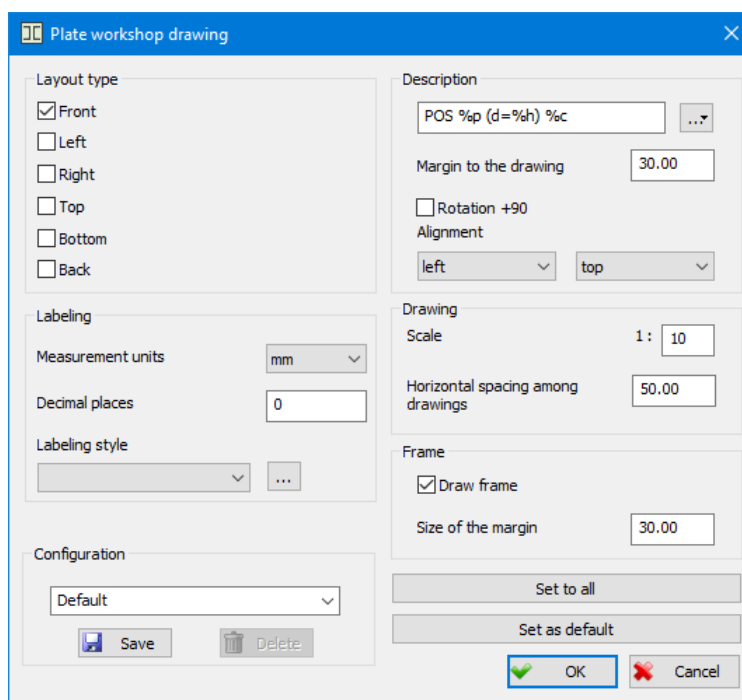 Plate workshop drawing
Layout type
Front
Left
Right
Top
Bottom
Back
Labeling
Measurement units
mm
Decimal places
0
Labeling style
...
Configuration
Default
Save
Delete
Description
POS %p (d=%h) %c
...
Margin to the drawing
30.00
Rotation +90
Alignment
left
top
Drawing
Scale
1 :
10
Horizontal spacing among
drawings
50.00
Frame
Draw frame
Size of the margin
30.00
Set to all
Set as default
OK
Cancel